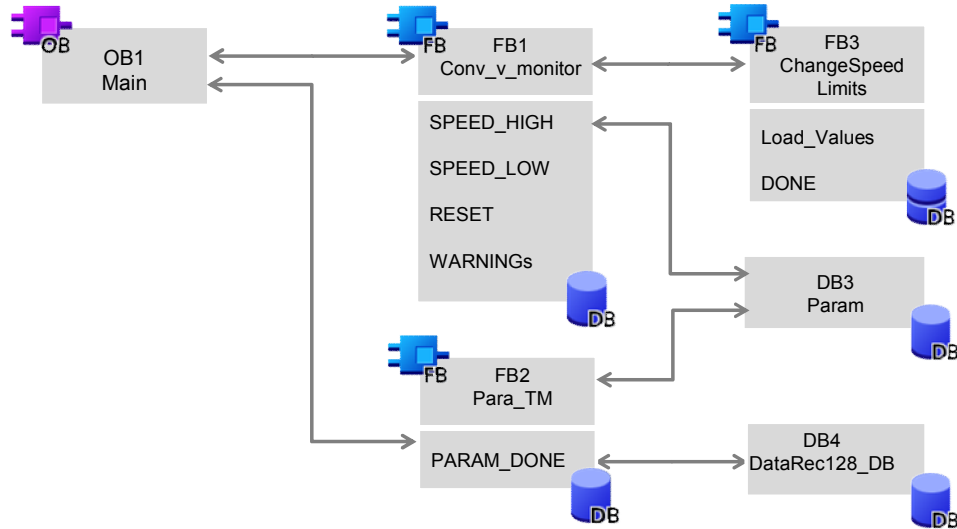 OB
OB1
Main
FB
FB1
Conv_v_monitor
SPEED_HIGH
SPEED_LOW
RESET
WARNINGs
DB
FB
FB3
ChangeSpeed
Limits
Load_Values
DONE
DB
DB3
Param
DB
FB
FB2
Para_TM
PARAM_DONE
DB
DB4
DataRec128_DB
DB